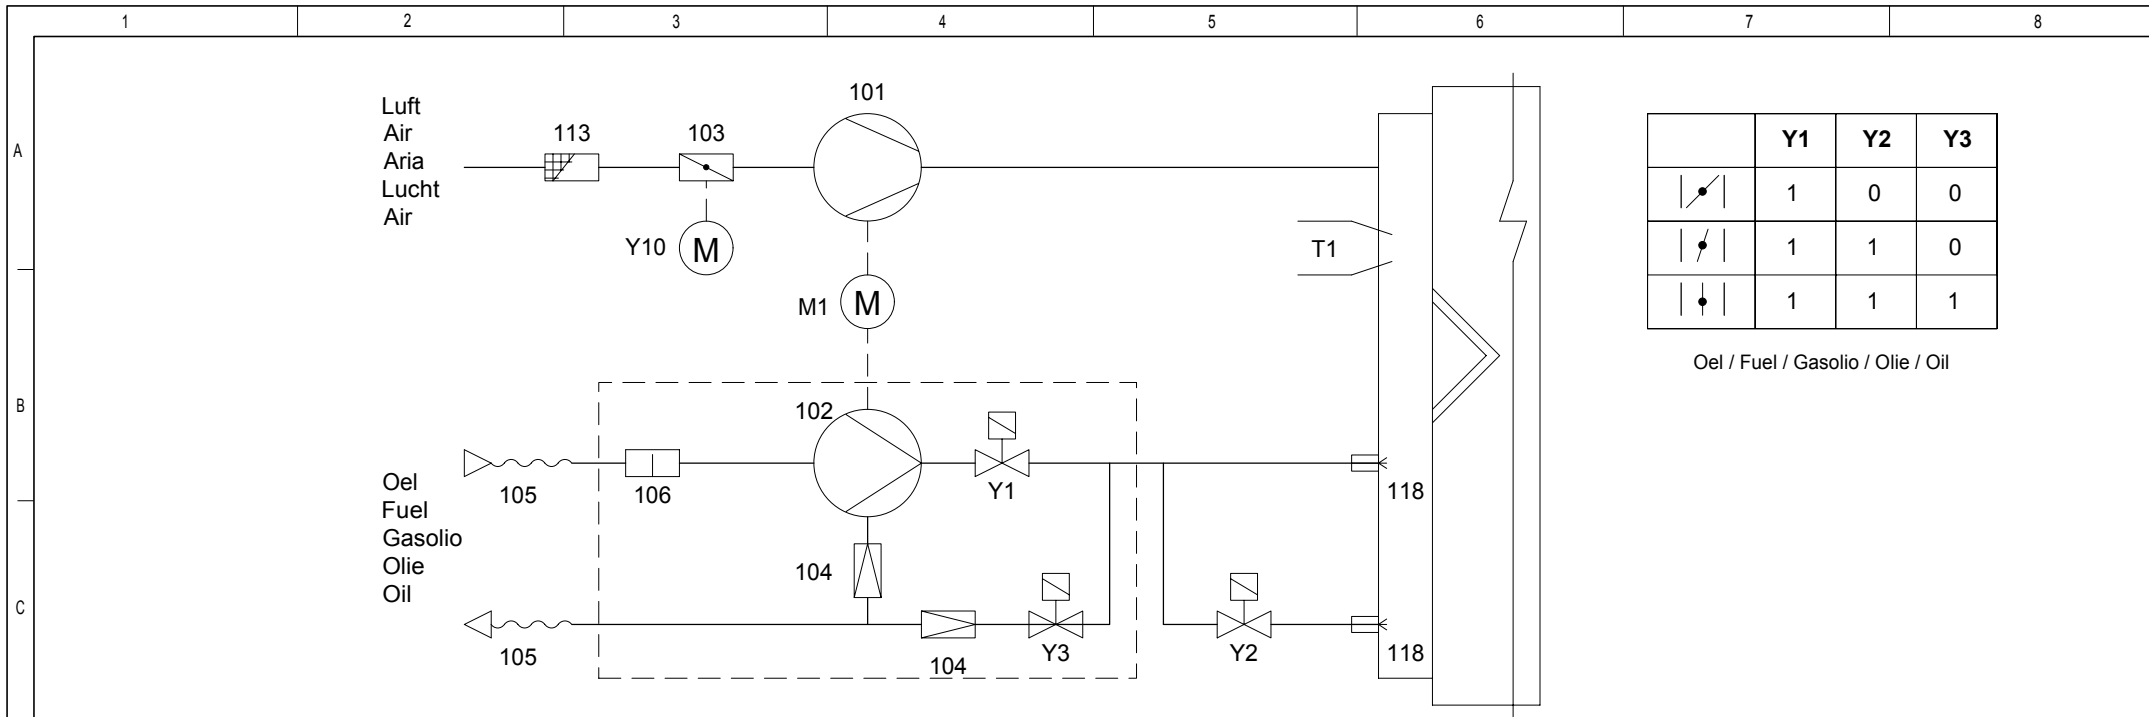 1 2 3 4 5 6 7 8
A
B
C
Luft
Air
Aria
Lucht
Air
113
103
101
Y10
M
M1
M
T1
Y1 Y2 Y3
1 0 0
1 1 0
1 1 1
Oel / Fuel / Gasolio / Olie / Oil
102
105
106
Y1
118
Oel
Fuel
Gasolio
Olie
Oil
104
105
104
Y3
Y2
118